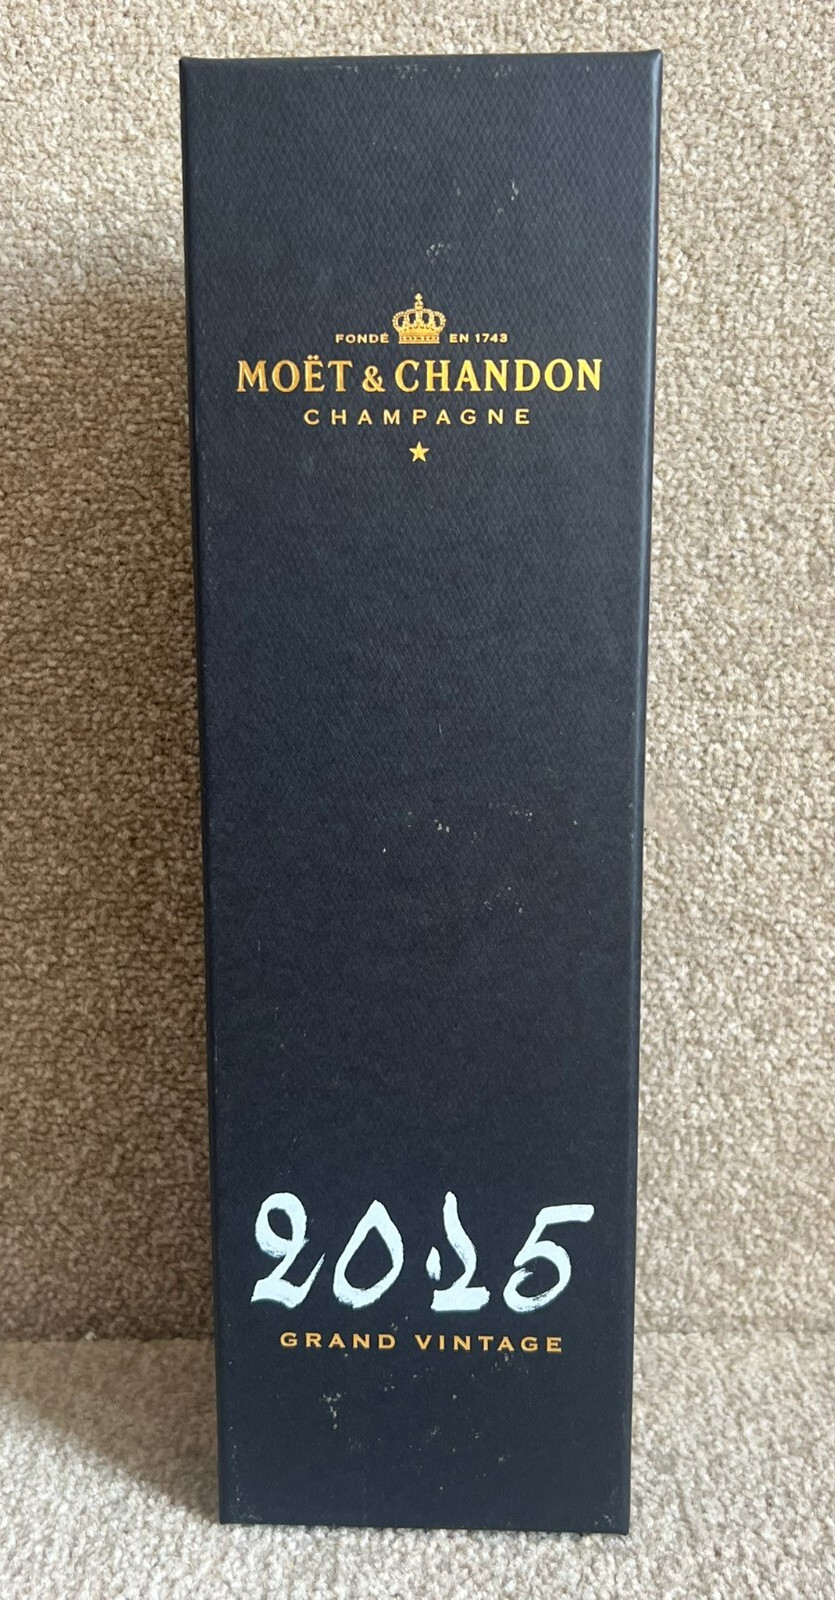 FONDÉ EN 1743
MOËT & CHANDON
CHAMPAGNE
2015
GRAND VINTAGE